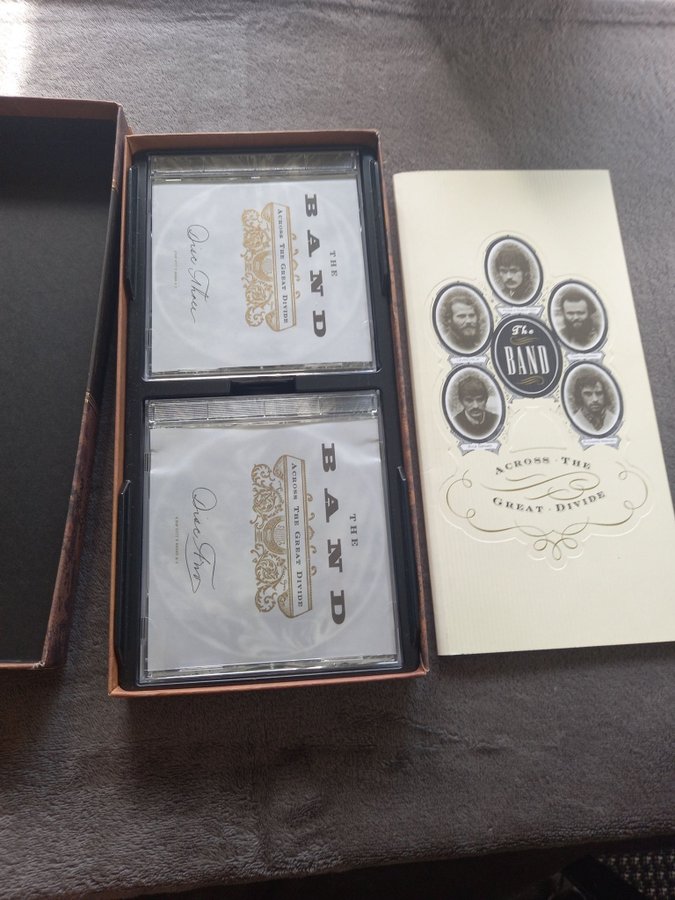 THE
BAND
ACROSS THE GREAT DIVIDE
Disc Three
THE
BAND
ACROSS THE GREAT DIVIDE
Disc Two
The
BAND
ACROSS · THE
GREAT · DIVIDE